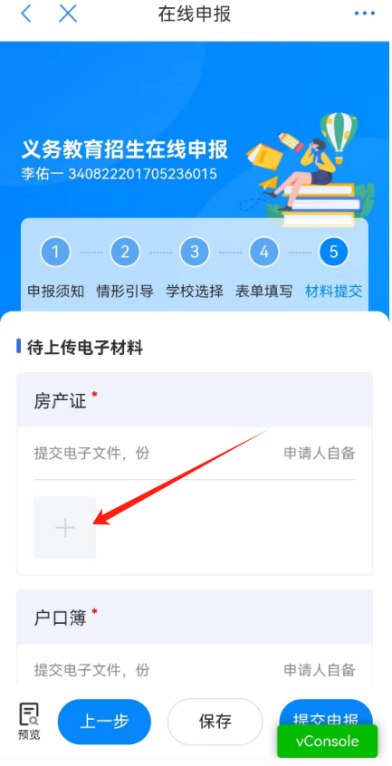 在线申报
义务教育招生在线申报
李佑一 340822201705236015
1 2 3 4 5
申报须知 情形引导 学校选择 表单填写 材料提交
待上传电子材料
房产证 *
提交电子文件，份 申请人自备
户口簿 *
提交电子文件，份 申请人自备
预览 上一步 保存 提交申报
vConsole